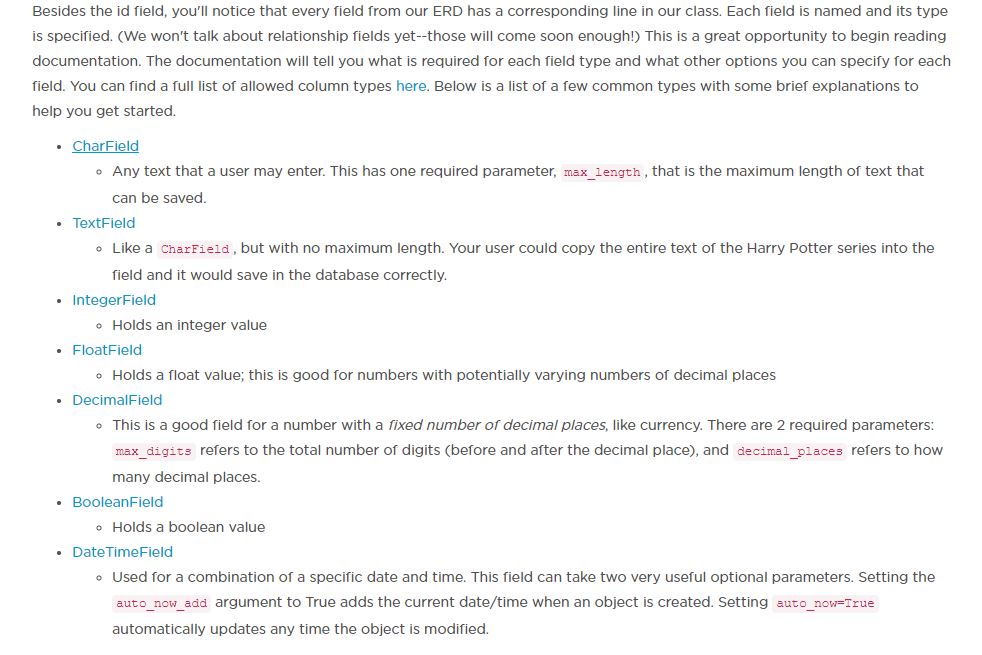 Besides the id field, you'll notice that every field from our ERD has a corresponding line in our class. Each field is named and its type
is specified. (We won't talk about relationship fields yet--those will come soon enough!) This is a great opportunity to begin reading
documentation. The documentation will tell you what is required for each field type and what other options you can specify for each
field. You can find a full list of allowed column types here. Below is a list of a few common types with some brief explanations to
help you get started.
• CharField
◦ Any text that a user may enter. This has one required parameter, max_length , that is the maximum length of text that
can be saved.
• TextField
◦ Like a CharField , but with no maximum length. Your user could copy the entire text of the Harry Potter series into the
field and it would save in the database correctly.
• IntegerField
◦ Holds an integer value
• FloatField
◦ Holds a float value; this is good for numbers with potentially varying numbers of decimal places
• DecimalField
◦ This is a good field for a number with a fixed number of decimal places, like currency. There are 2 required parameters:
max_digits refers to the total number of digits (before and after the decimal place), and decimal_places refers to how
many decimal places.
• BooleanField
◦ Holds a boolean value
• DateTimeField
◦ Used for a combination of a specific date and time. This field can take two very useful optional parameters. Setting the
auto_now_add argument to True adds the current date/time when an object is created. Setting auto_now=True
automatically updates any time the object is modified.